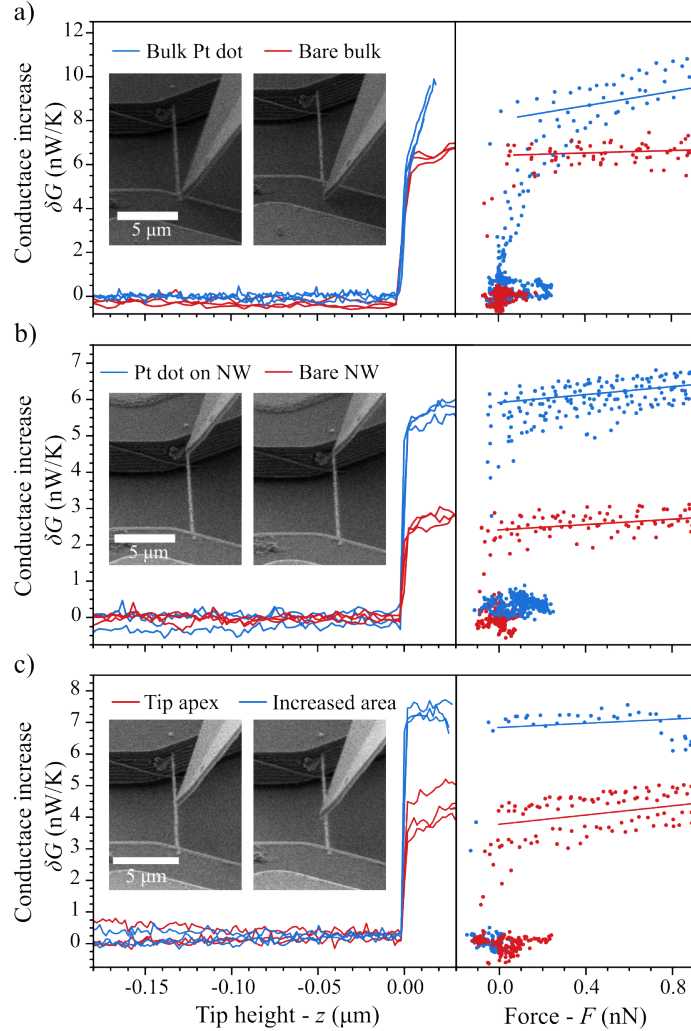 a)
12
10
8
6
4
2
0
Conductace increase
δG (nW/K)
Bulk Pt dot
Bare bulk
5 μm
b)
7
6
5
4
3
2
1
0
Conductace increase
δG (nW/K)
Pt dot on NW
Bare NW
5 μm
c)
8
7
6
5
4
3
2
1
0
Conductace increase
δG (nW/K)
Tip apex
Increased area
5 μm
-0.15 -0.10 -0.05 0.00
0.0 0.4 0.8
Tip height - z (μm)
Force - F (nN)